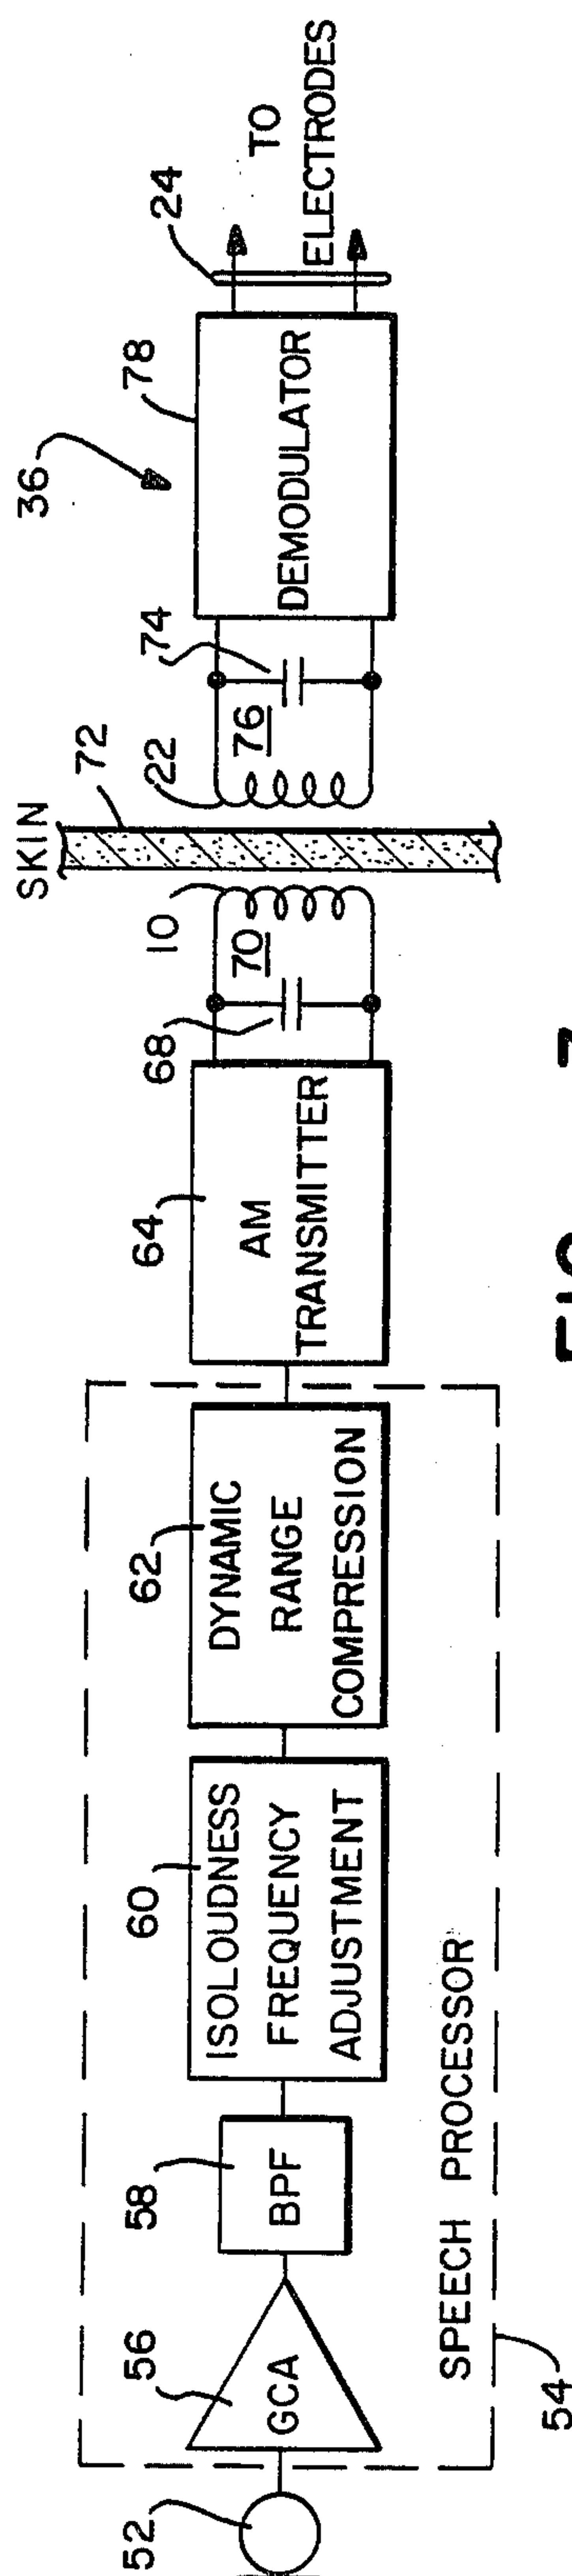 52
56
GCA
58
BPF
60
ISOLOUDNESS
FREQUENCY
ADJUSTMENT
62
DYNAMIC
RANGE
COMPRESSION
SPEECH PROCESSOR
54
64
AM
TRANSMITTER
68
70
10
SKIN
72
22
76
74
36
78
DEMODULATOR
24
TO
ELECTRODES